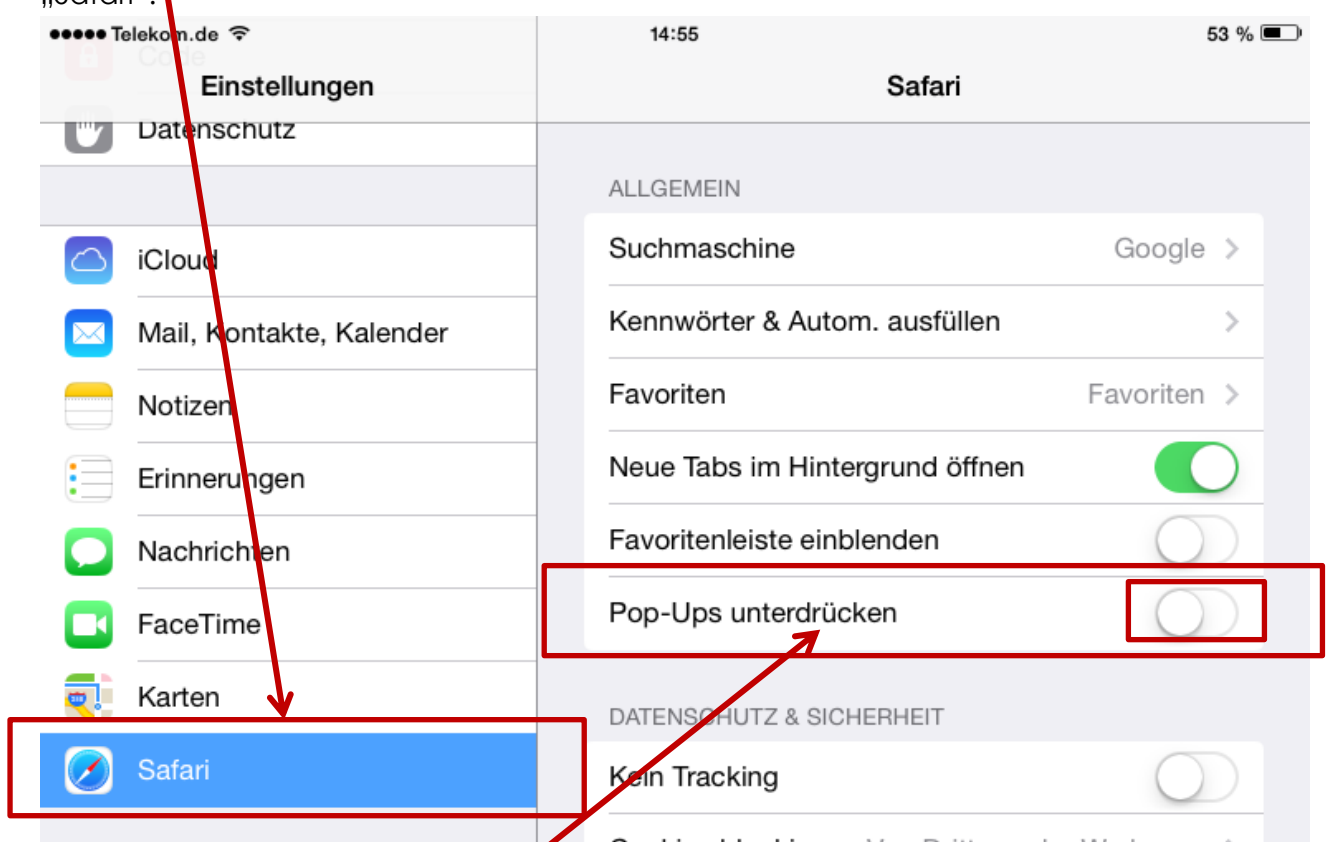 „Safari“.
Telekom.de 14:55 53 %
Code
Einstellungen
Safari
Datenschutz
iCloud
Mail, Kontakte, Kalender
Notizen
Erinnerungen
Nachrichten
FaceTime
Karten
Safari
ALLGEMEIN
Suchmaschine Google
Kennwörter & Autom. ausfüllen
Favoriten Favoriten
Neue Tabs im Hintergrund öffnen
Favoritenleiste einblenden
Pop-Ups unterdrücken
DATENSCHUTZ & SICHERHEIT
Kein Tracking